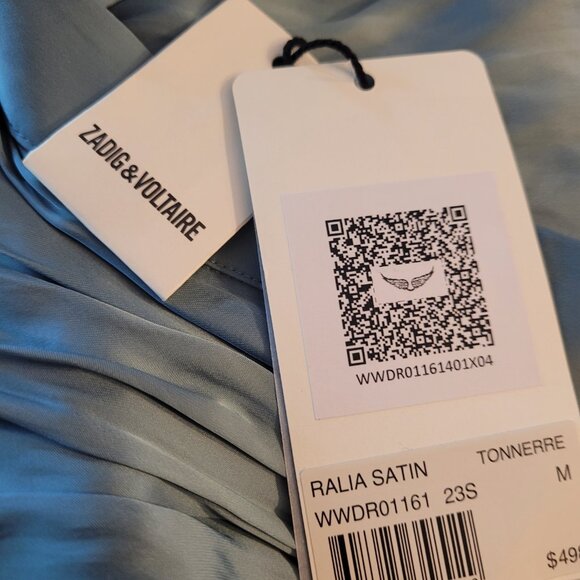 ZADIG & VOLTAIRE
WWDR01161401X04
RALIA SATIN TONNERRE
WWDR01161 23S M